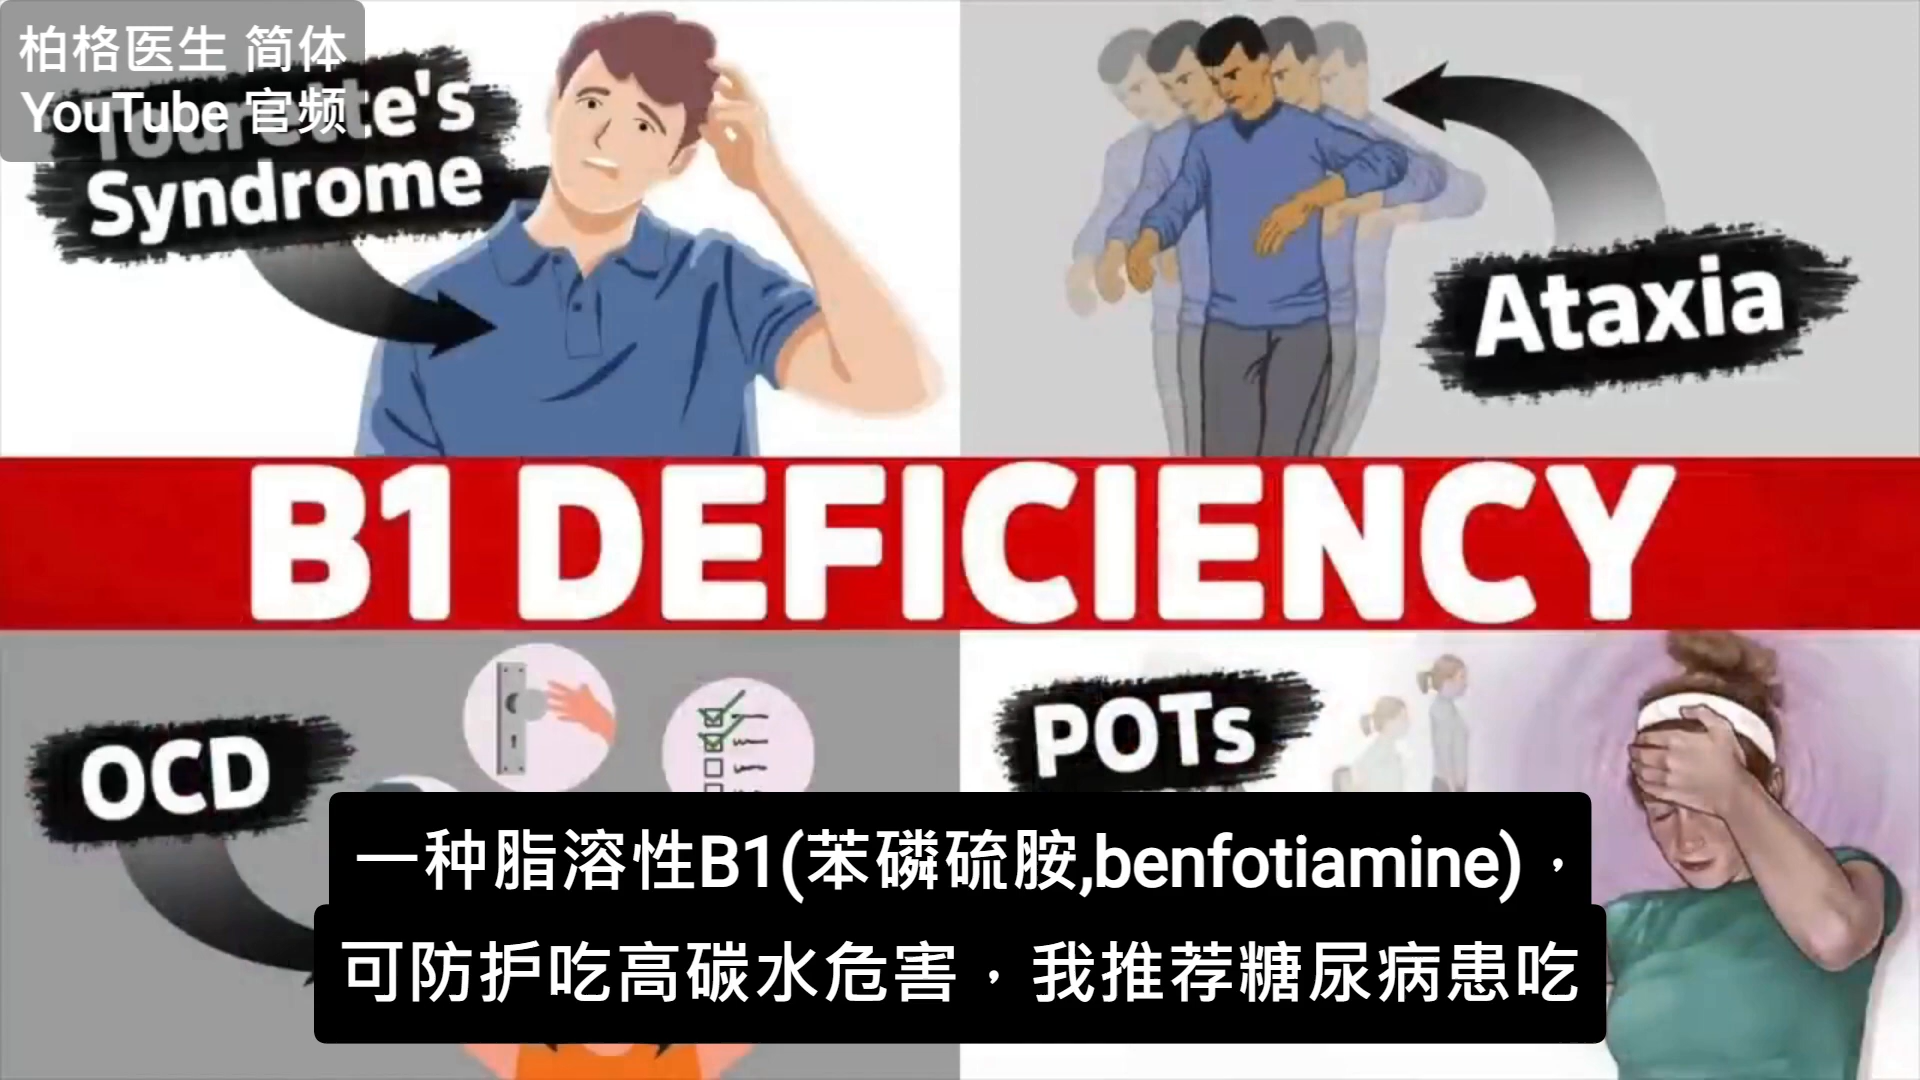 柏格医生 简体
YouTube 官频
Tourette's
Syndrome
Ataxia
B1 DEFICIENCY
OCD
POTs
一种脂溶性B1(苯磷硫胺,benfotiamine)，
可防护吃高碳水危害，我推荐糖尿病患吃